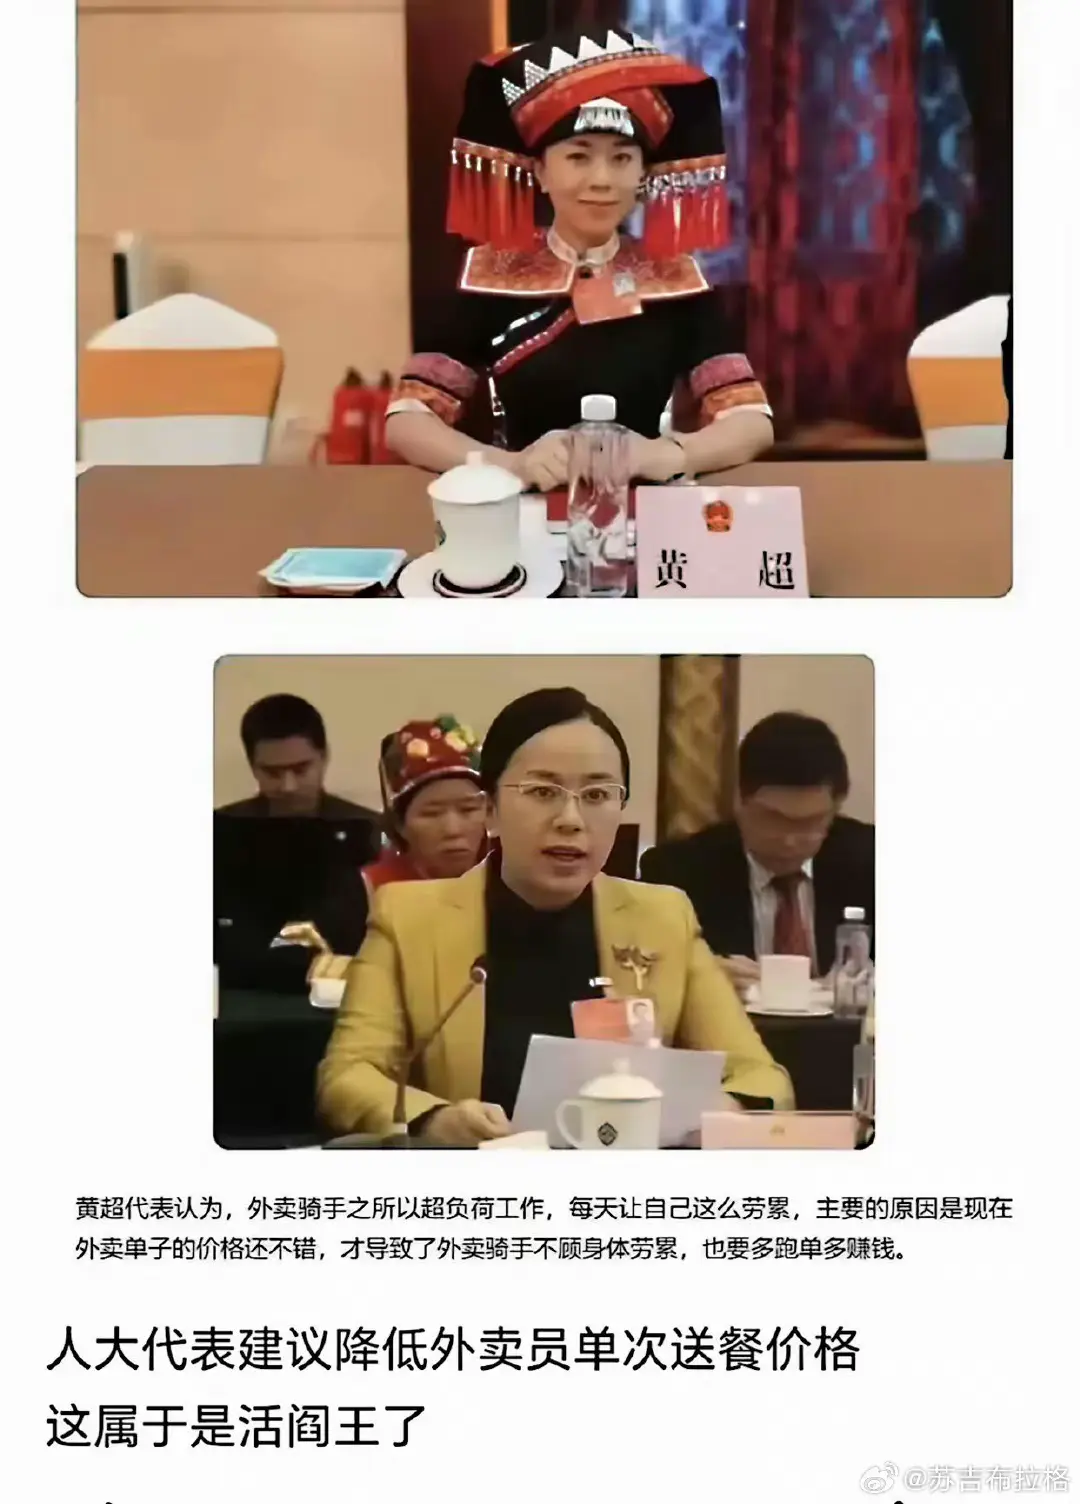 黄 超
黄超代表认为，外卖骑手之所以超负荷工作，每天让自己这么劳累，主要的原因是现在
外卖单子的价格还不错，才导致了外卖骑手不顾身体劳累，也要多跑单多赚钱。
人大代表建议降低外卖员单次送餐价格
这属于是活阎王了
@苏吉布拉格